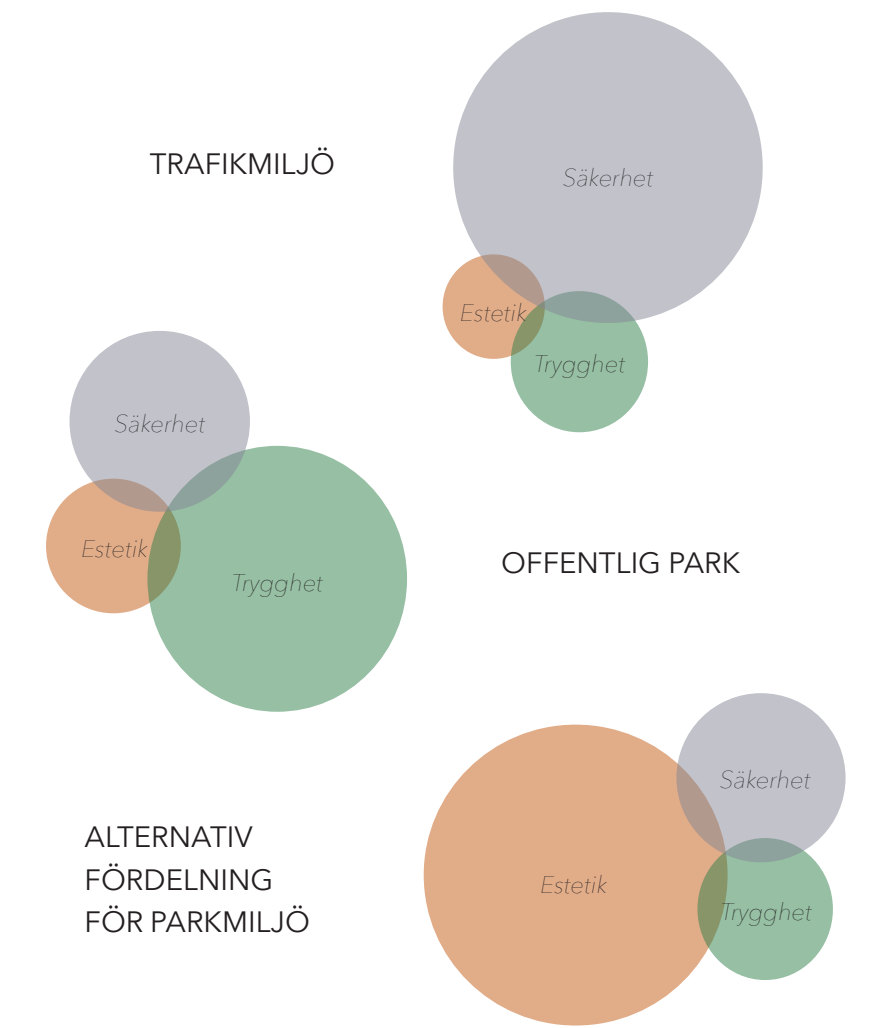 TRAFIKMILJÖ
Säkerhet
Estetik
Trygghet
Säkerhet
Estetik
Trygghet
OFFENTLIG PARK
ALTERNATIV
FÖRDELNING
FÖR PARKMILJÖ
Säkerhet
Estetik
Trygghet